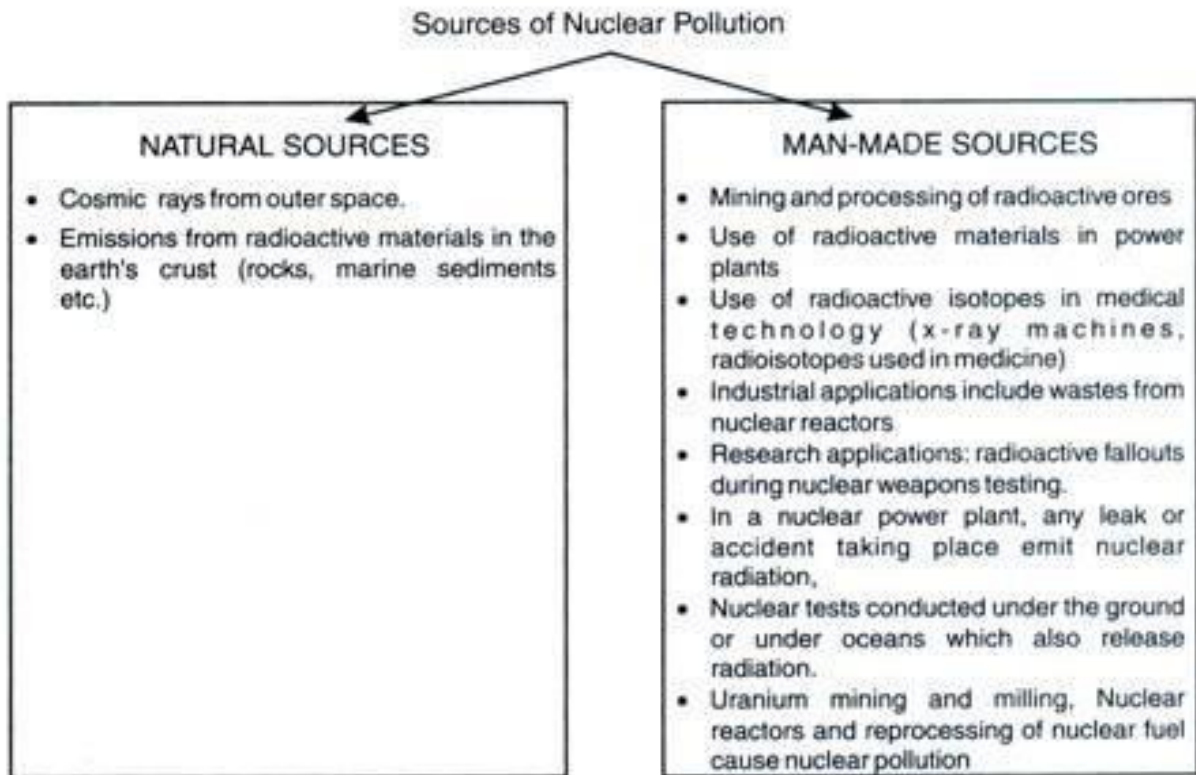 Sources of Nuclear Pollution
NATURAL SOURCES
• Cosmic rays from outer space.
• Emissions from radioactive materials in the
earth's crust (rocks, marine sediments
etc.)
MAN-MADE SOURCES
• Mining and processing of radioactive ores
• Use of radioactive materials in power
plants
• Use of radioactive isotopes in medical
technology (x-ray machines,
radioisotopes used in medicine)
• Industrial applications include wastes from
nuclear reactors
• Research applications: radioactive fallouts
during nuclear weapons testing.
• In a nuclear power plant, any leak or
accident taking place emit nuclear
radiation,
• Nuclear tests conducted under the ground
or under oceans which also release
radiation.
• Uranium mining and milling, Nuclear
reactors and reprocessing of nuclear fuel
cause nuclear pollution